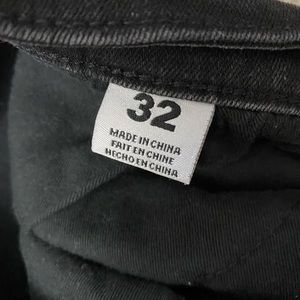 32
MADE IN CHINA
FAIT EN CHINE
HECHO EN CHINA